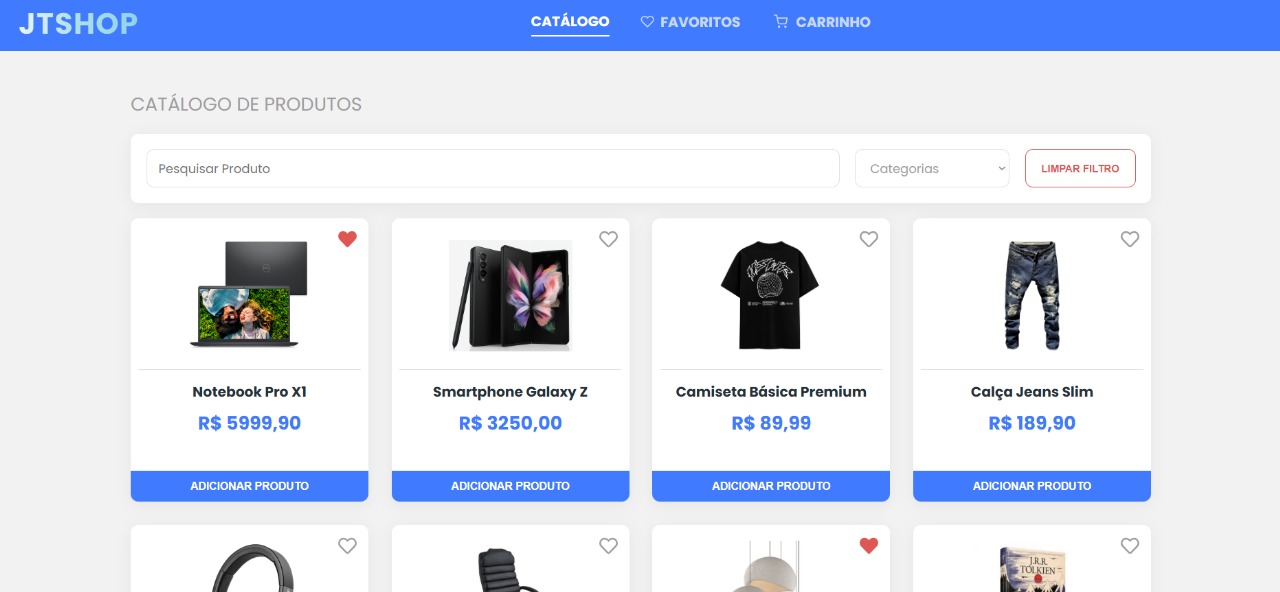 JTSHOP
CATÁLOGO
FAVORITOS
CARRINHO
CATÁLOGO DE PRODUTOS
Pesquisar Produto
Categorias
LIMPAR FILTRO
Notebook Pro X1
R$ 5999,90
ADICIONAR PRODUTO
Smartphone Galaxy Z
R$ 3250,00
ADICIONAR PRODUTO
Camiseta Básica Premium
R$ 89,99
ADICIONAR PRODUTO
Calça Jeans Slim
R$ 189,90
ADICIONAR PRODUTO
J.R.R.
TOLKIEN